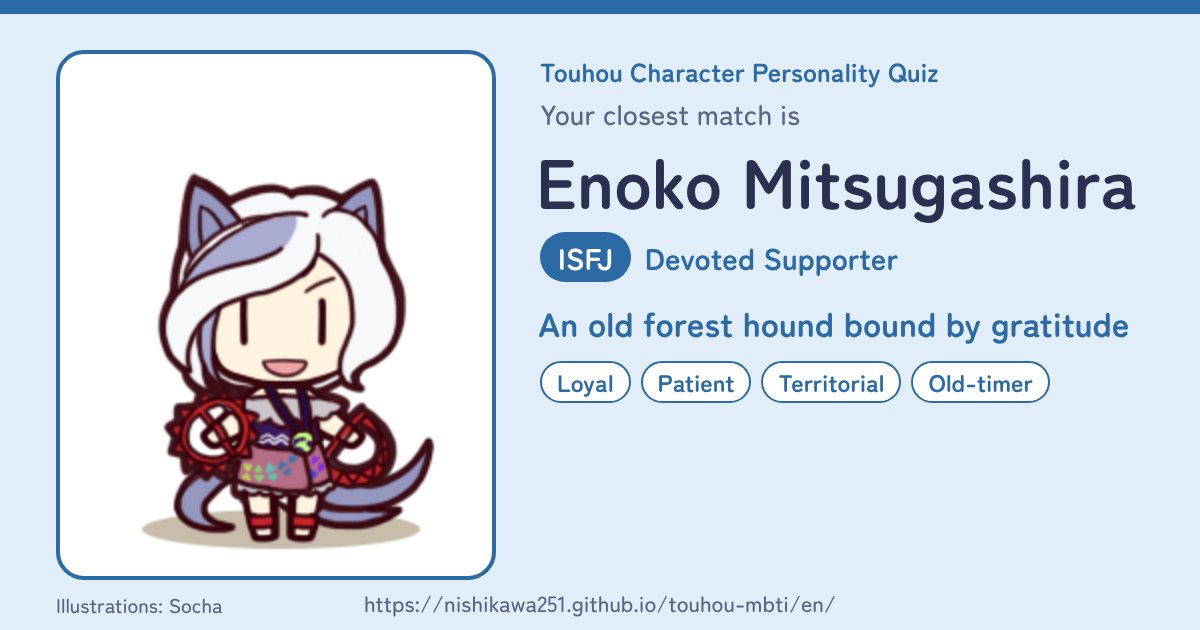 Touhou Character Personality Quiz
Your closest match is
Enoko Mitsugashira
ISFJ Devoted Supporter
An old forest hound bound by gratitude
Loyal Patient Territorial Old-timer
Illustrations: Socha https://nishikawa251.github.io/touhou-mbti/en/